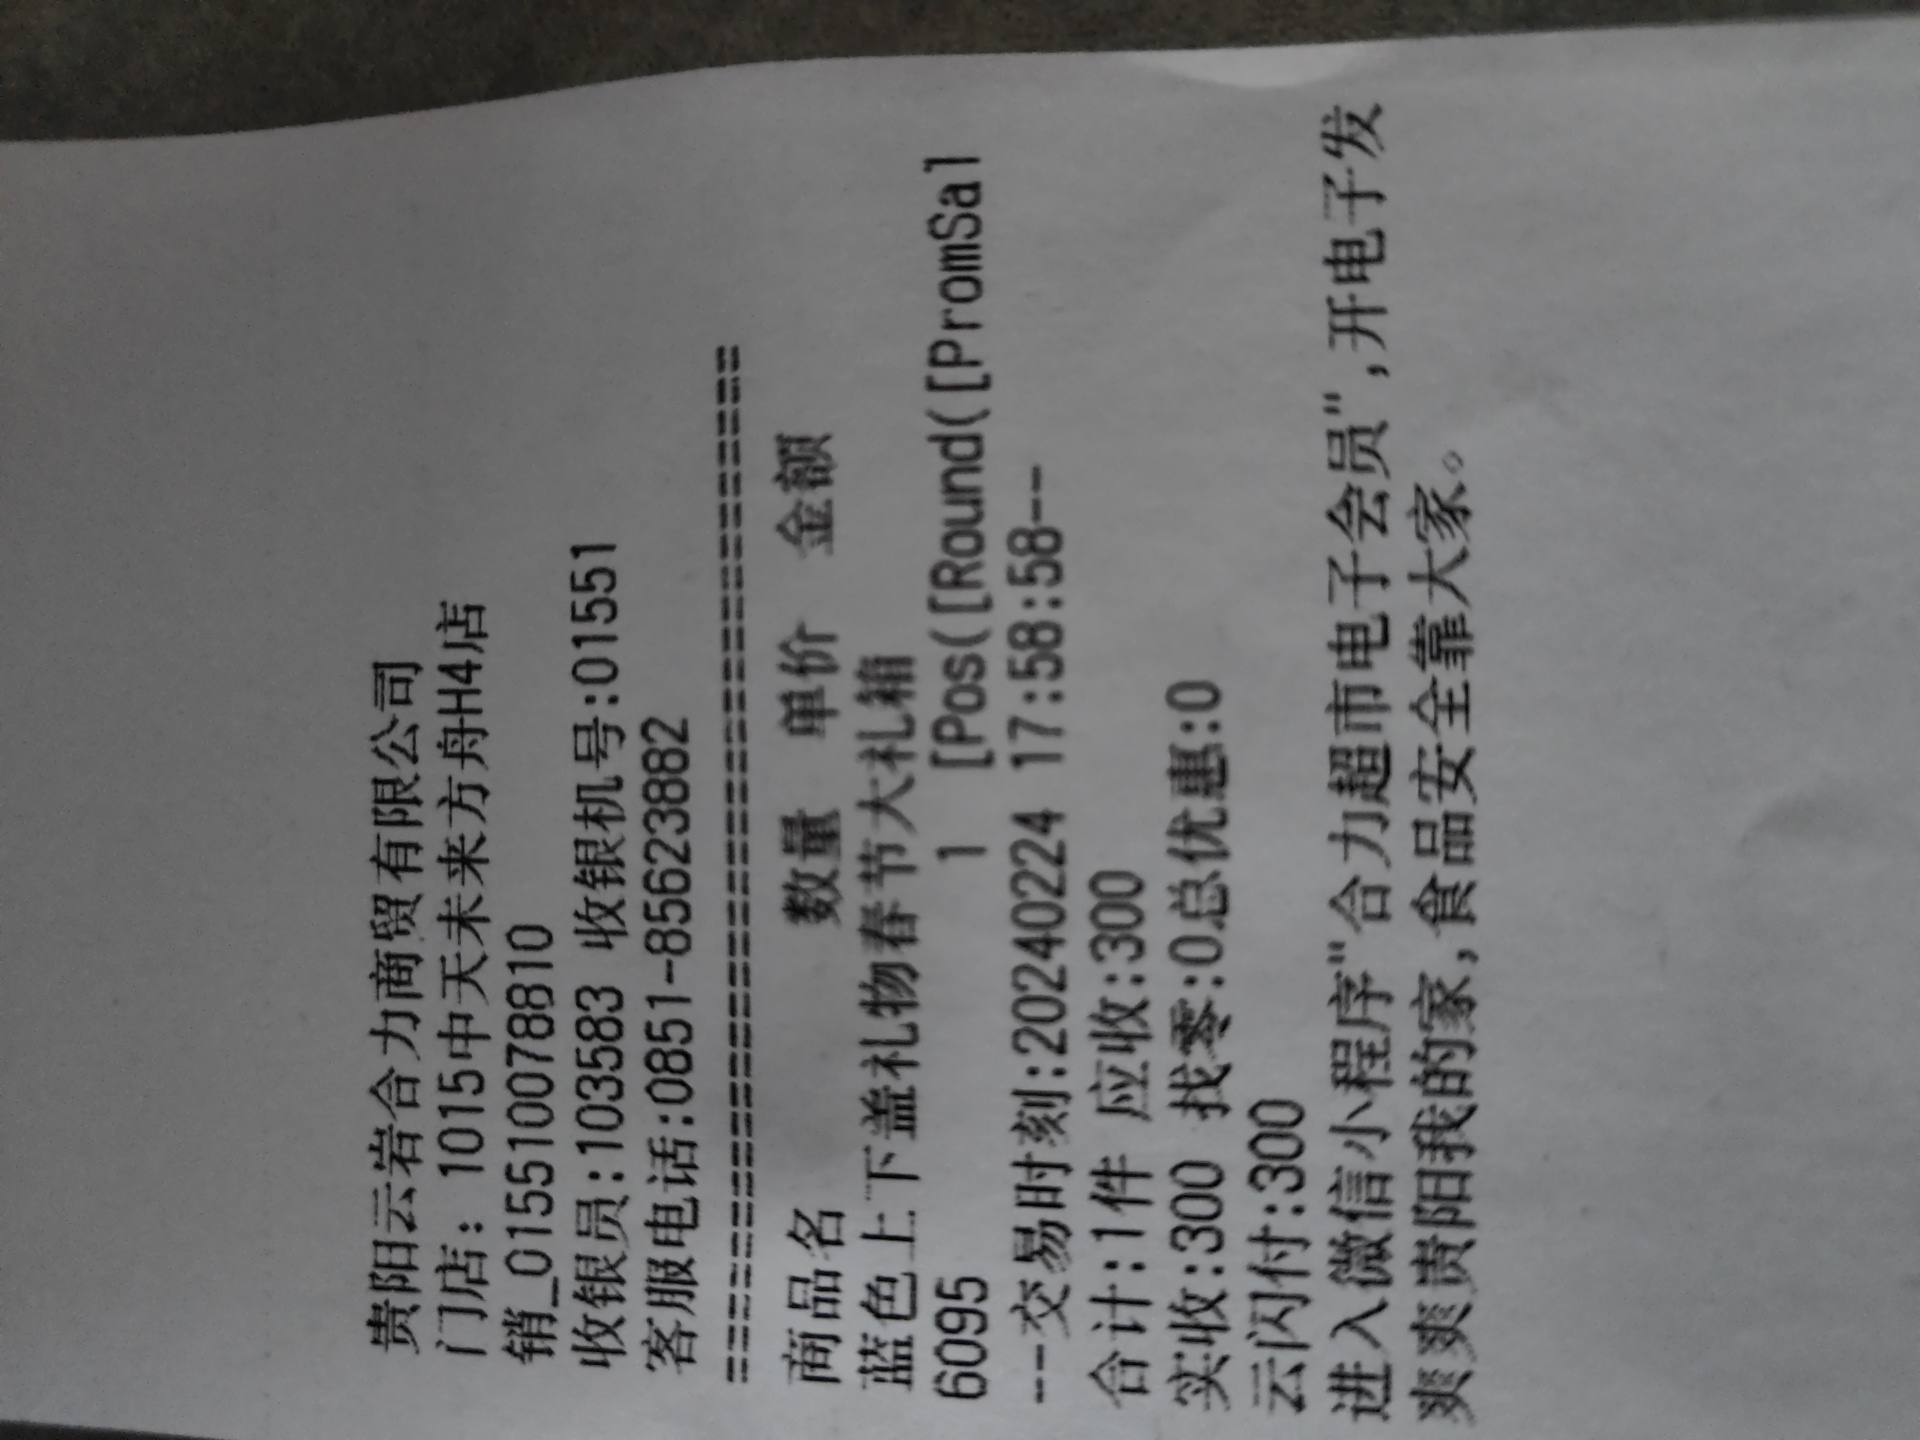 贵阳云岩合力商贸有限公司
门店：1015中天未来方舟H4店
销_0155100788​10
收银员:103583 收银机号:01551
客服电话:0851-85623882
========================================
商品名 数量 单价 金额
蓝色上下盖礼物春节大礼箱
6095 1 [Pos([Round([PromSal
---交易时刻:20240224 17:58:58---
合计:1件 应收:300
实收:300 找零:0总优惠:0
云闪付:300
进入微信小程序"合力超市电子会员",开电子发
爽爽贵阳我的家,食品安全靠大家。